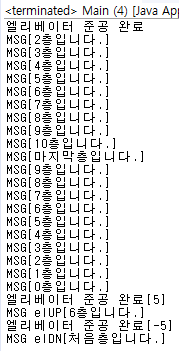 <terminated> Main (4) [Java App
엘리베이터 준공 완료
MSG[2층입니다.]
MSG[3층입니다.]
MSG[4층입니다.]
MSG[5층입니다.]
MSG[6층입니다.]
MSG[7층입니다.]
MSG[8층입니다.]
MSG[9층입니다.]
MSG[10층입니다.]
MSG[마지막층입니다.]
MSG[9층입니다.]
MSG[8층입니다.]
MSG[7층입니다.]
MSG[6층입니다.]
MSG[5층입니다.]
MSG[4층입니다.]
MSG[3층입니다.]
MSG[2층입니다.]
MSG[1층입니다.]
MSG[0층입니다.]
엘리베이터 준공 완료[5]
MSG elUP[6층입니다.]
엘리베이터 준공 완료[-5]
MSG elDN[처음층입니다.]